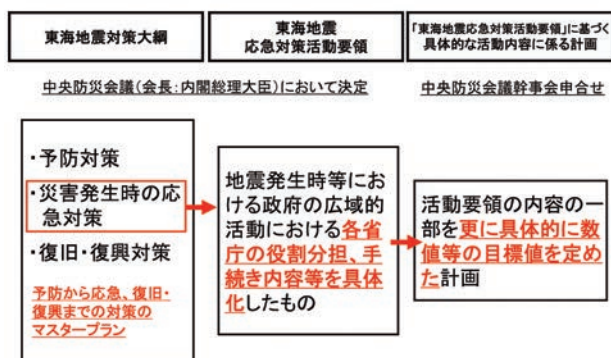 東海地震対策大綱
東海地震
応急対策活動要領
「東海地震応急対策活動要領」に基づく
具体的な活動内容に係る計画
中央防災会議(会長:内閣総理大臣)において決定
中央防災会議幹事会申合せ
・予防対策
・災害発生時の応
急対策
・復旧・復興対策
予防から応急、復旧・
復興までの対策の
マスタープラン
地震発生時等にお
ける政府の広域的
活動における各省
庁の役割分担、手
続き内容等を具体
化したもの
活動要領の内容の一
部を更に具体的に数
値等の目標値を定め
た計画